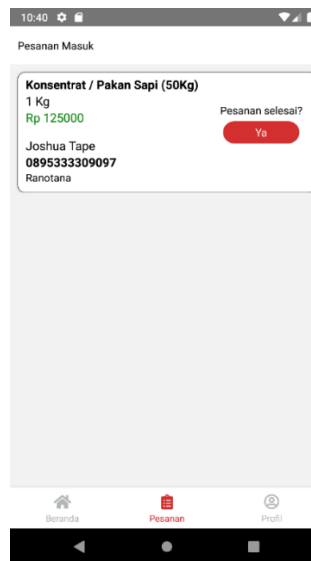 10:40
Pesanan Masuk
Konsentrat / Pakan Sapi (50Kg)
1 Kg
Rp 125000
Pesanan selesai?
Ya
Joshua Tape
0895333309097
Ranotana
Beranda
Pesanan
Profil